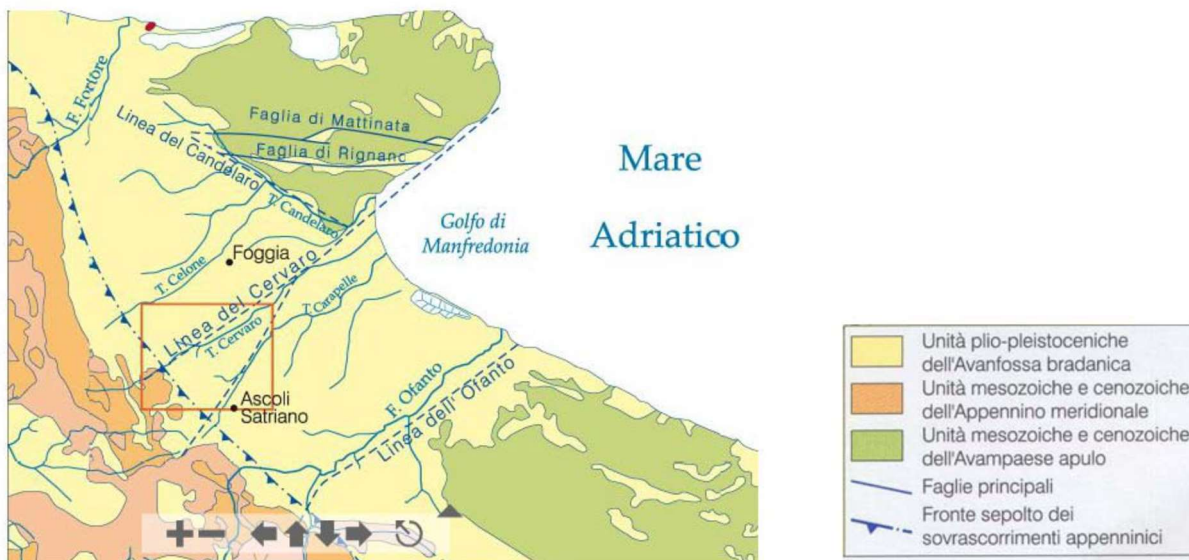 F. Fortore
Linea del Candelaro
Faglia di Mattinata
Faglia di Rignano
T. Candelaro
Mare
Adriatico
Golfo di
Manfredonia
Foggia
T. Celone
Linea del Cervaro
T. Cervaro
T. Carapelle
Ascoli
Satriano
F. Ofanto
Linea dell'Ofanto
Unità plio-pleistoceniche
dell'Avanfossa bradanica
Unità mesozoiche e cenozoiche
dell'Appennino meridionale
Unità mesozoiche e cenozoiche
dell'Avampaese apulo
Faglie principali
Fronte sepolto dei
sovrascorrimenti appenninici